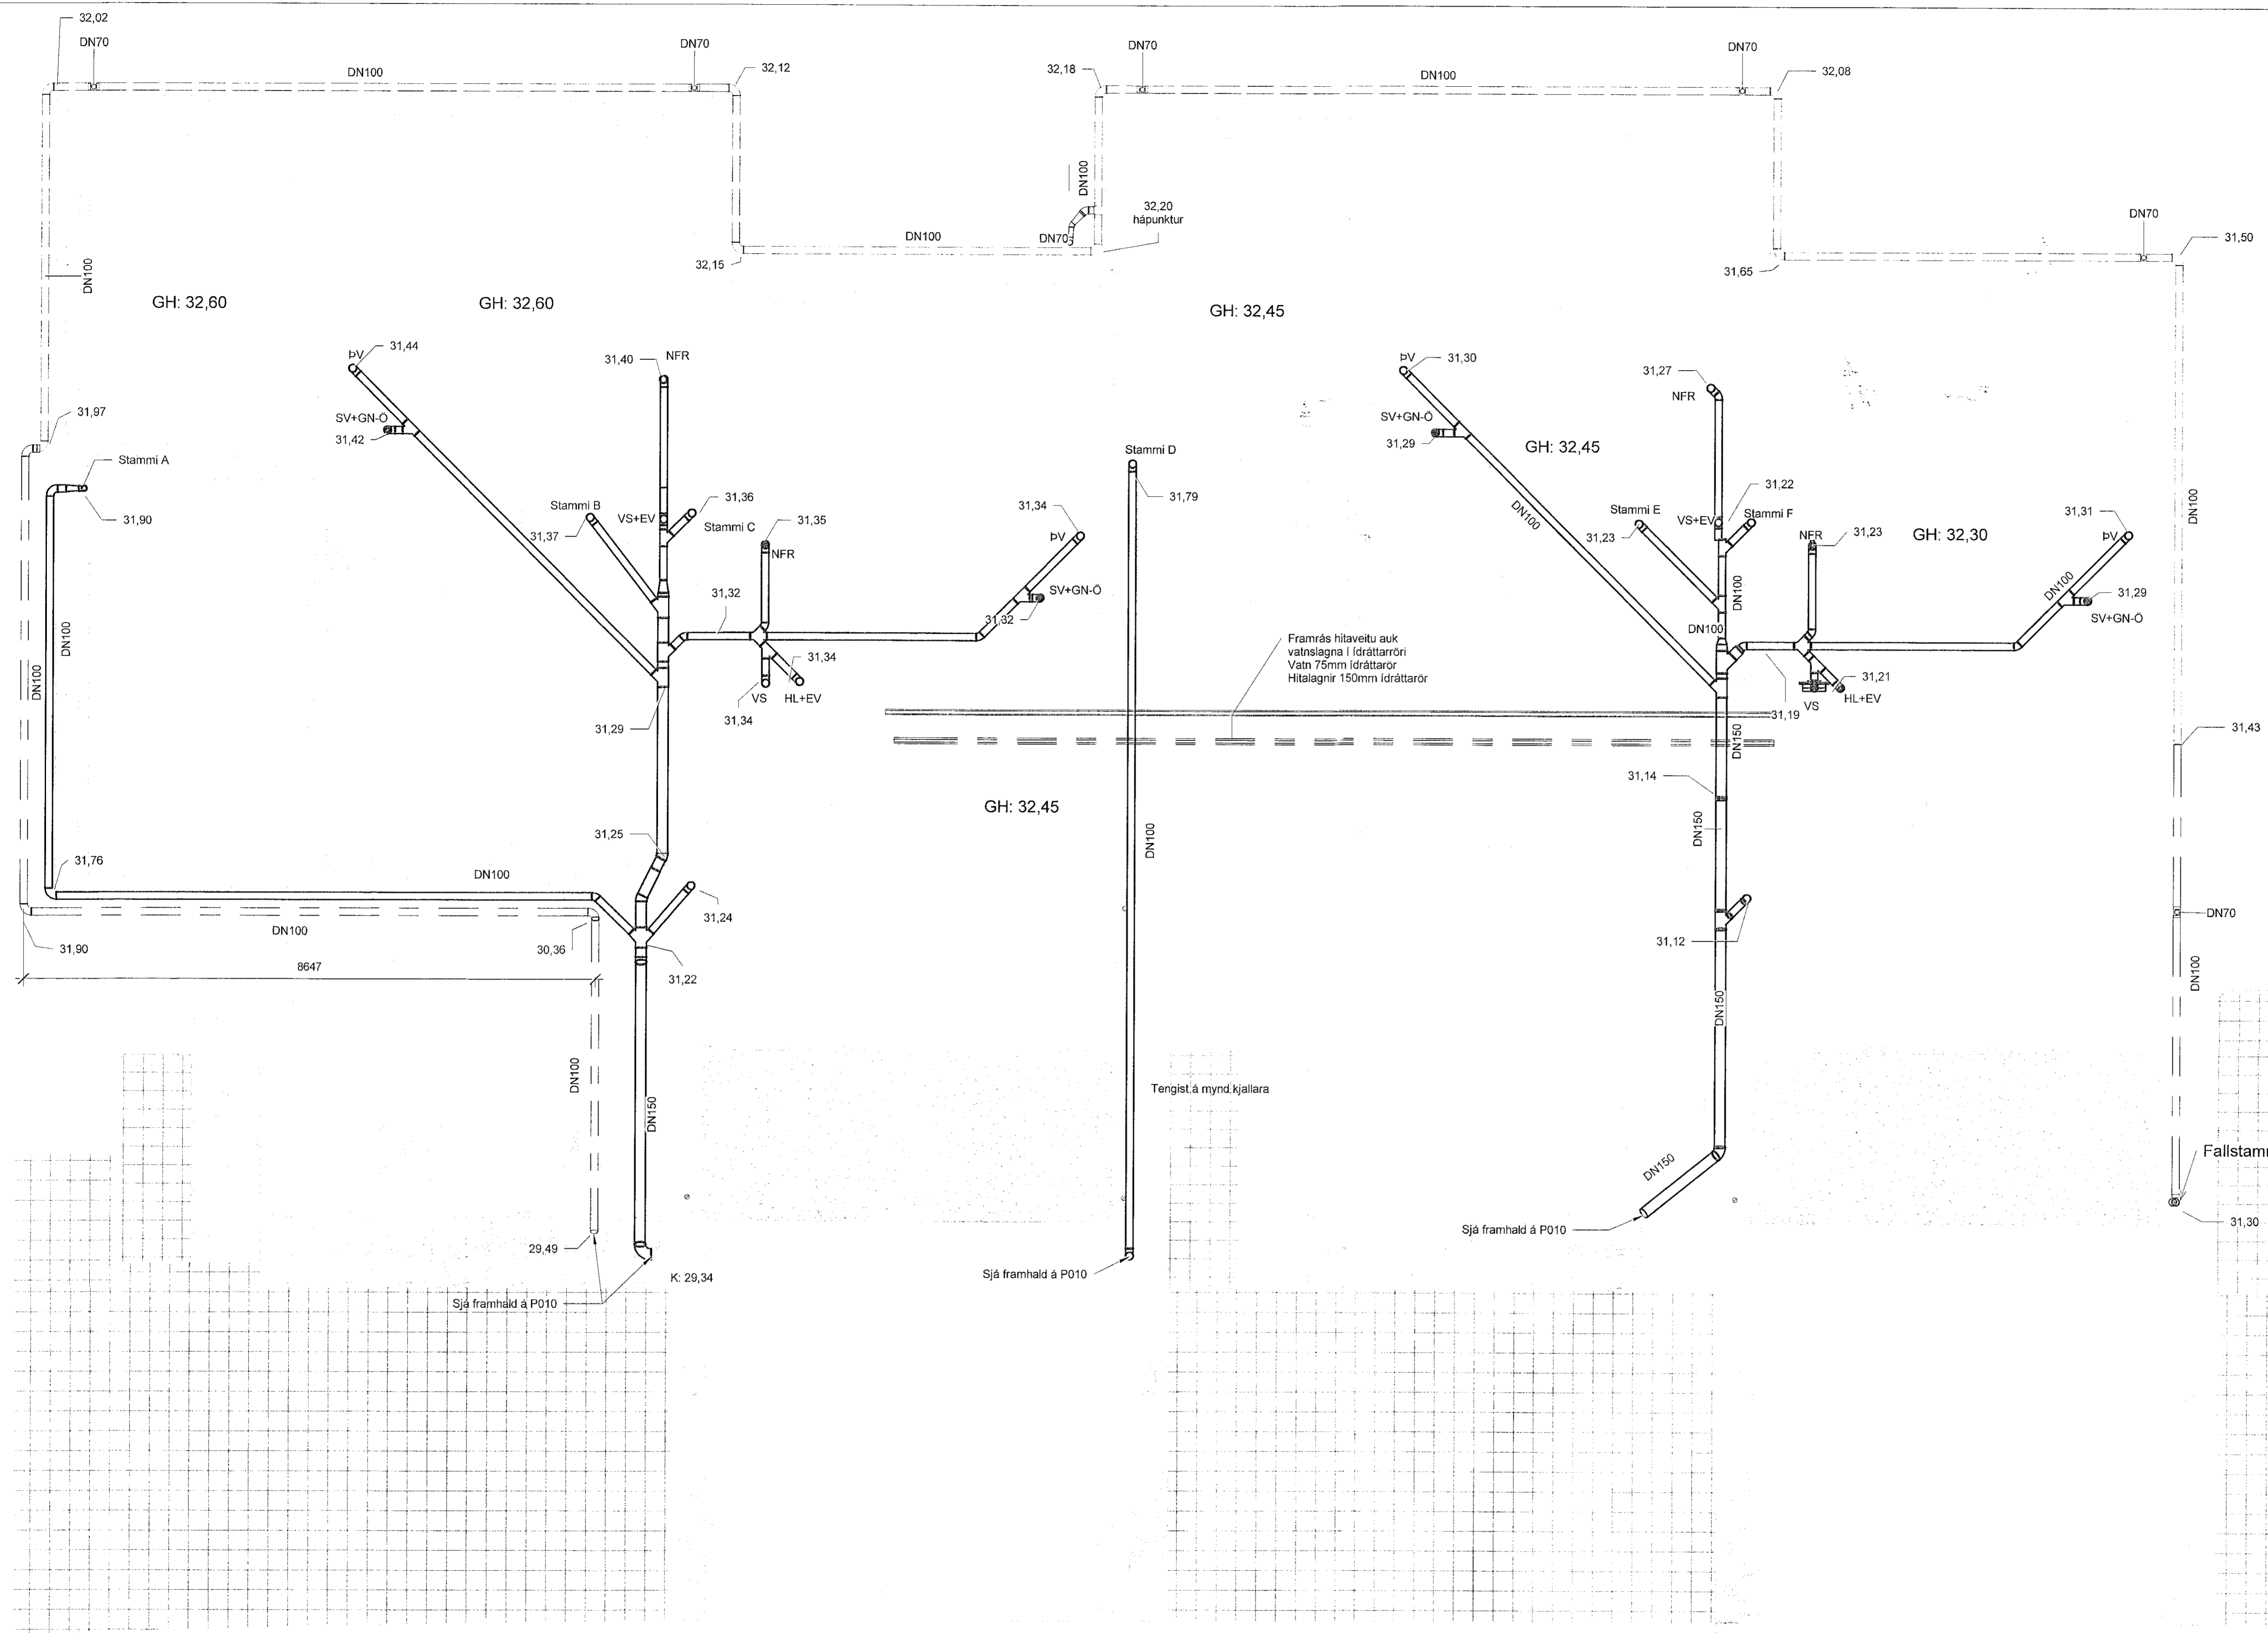 32,02
DN70
DN100
DN70
32,12
32,18
DN70
DN100
DN70
32,08
DN100
32,20
hápunktur
DN100
DN70
32,15
DN70
31,50
31,65
DN100
GH: 32,60
GH: 32,60
GH: 32,45
ÞV
31,44
31,40
NFR
ÞV
31,30
31,27
NFR
31,97
SV+GN-Ö
31,42
SV+GN-Ö
31,29
GH: 32,45
Stammi A
31,90
Stammi B
31,37
VS+EV
31,36
Stammi C
31,35
NFR
31,34
ÞV
Stammi D
31,79
DN100
Stammi E
31,23
VS+EV
31,22
Stammi F
NFR
31,23
GH: 32,30
31,31
ÞV
DN100
DN100
DN100
31,32
31,32
SV+GN-Ö
DN100
DN100
DN100
31,29
SV+GN-Ö
31,34
HL+EV
VS
31,34
31,29
Framrás hitaveitu auk
vatnslagna í ídráttarröri
Vatn 75mm ídráttarör
Hitalagnir 150mm ídráttarör
31,21
HL+EV
VS
31,19
DN150
31,43
31,14
GH: 32,45
31,25
DN100
DN150
31,76
DN100
31,24
DN100
31,90
30,36
31,22
8647
31,12
DN70
DN100
DN150
DN100
DN150
Tengist á mynd kjallara
DN150
Fallstam
31,30
29,49
K: 29,34
Sjá framhald á P010
Sjá framhald á P010
Sjá framhald á P010